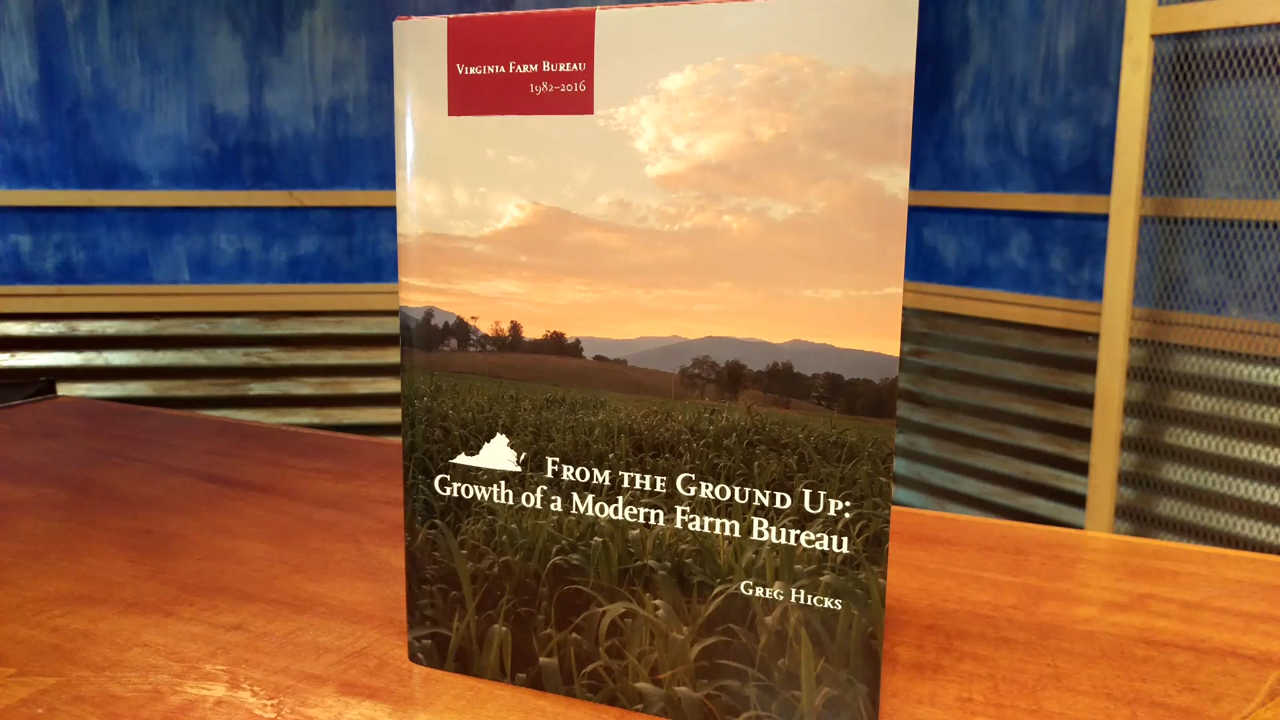 Virginia Farm Bureau
1982–2016
From the Ground Up:
Growth of a Modern Farm Bureau
Greg Hicks